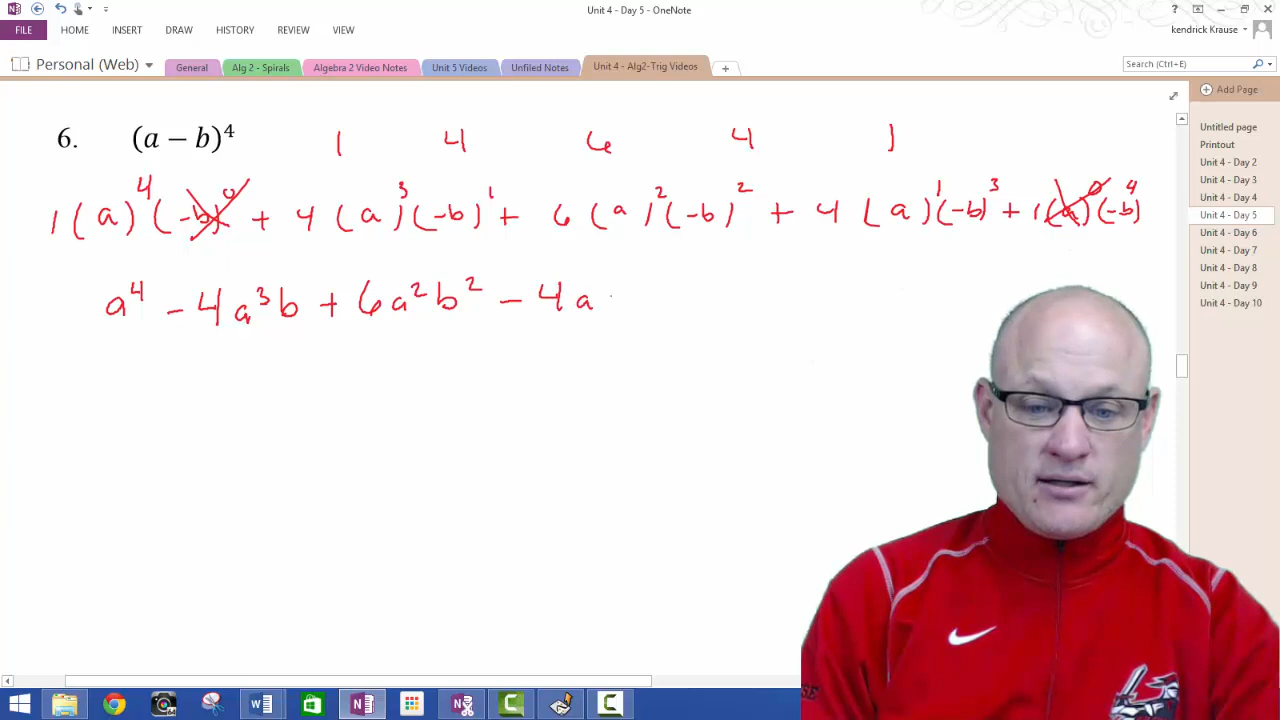 Unit 4 - Day 5 - OneNote
FILE HOME INSERT DRAW HISTORY REVIEW VIEW
kendrick Krause
Personal (Web) General Alg 2 - Spirals Algebra 2 Video Notes Unit 5 Videos Unfiled Notes Unit 4 - Alg2-Trig Videos
Search (Ctrl+E)
Add Page
Untitled page
Printout
Unit 4 - Day 2
Unit 4 - Day 3
Unit 4 - Day 4
Unit 4 - Day 5
Unit 4 - Day 6
Unit 4 - Day 7
Unit 4 - Day 8
Unit 4 - Day 9
Unit 4 - Day 10
6. (a − b)⁴ 1 4 6 4 1
1(a)⁴(-b)⁰ + 4(a)³(-b)¹ + 6(a)²(-b)² + 4(a)¹(-b)³ + 1(a)⁰(-b)⁴
a⁴ - 4a³b + 6a²b² - 4a